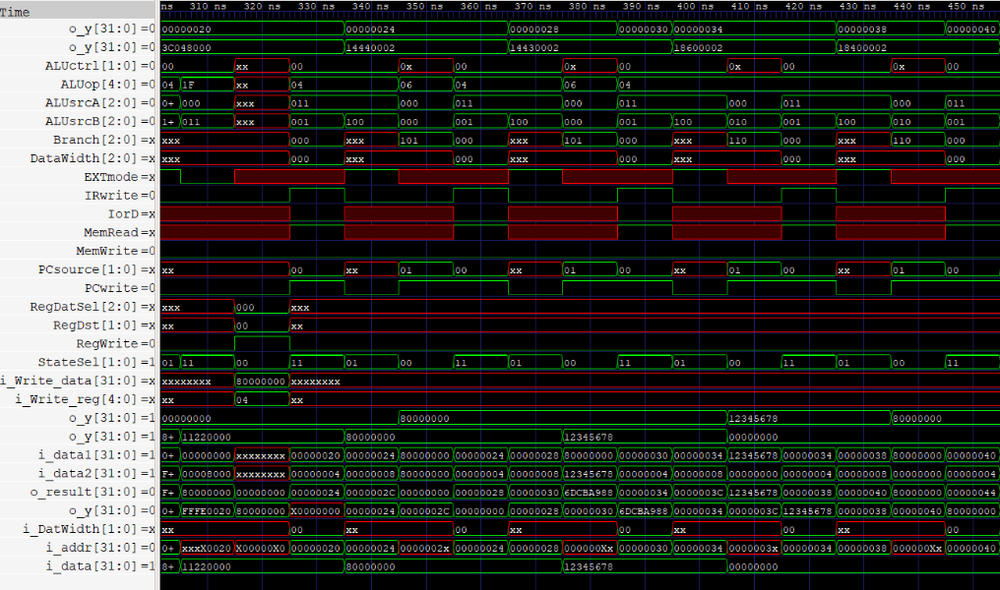 Time ns 310 ns 320 ns 330 ns 340 ns 350 ns 360 ns 370 ns 380 ns 390 ns 400 ns 410 ns 420 ns 430 ns 440 ns 450 ns
o_y[31:0]=0 00000020 00000024 00000028 00000030 00000034 00000038 00000040
o_y[31:0]=0 3C048000 14440002 14430002 18600002 18400002
ALUctrl[1:0]=0 00 xx 00 0x 00 0x 00 0x 00 0x 00
ALUop[4:0]=0 04 1F xx 04 06 04 06 04
ALUsrcA[2:0]=0 0+ 000 xxx 011 000 011 000 011 000 011 000 011
ALUsrcB[2:0]=0 1+ 011 xxx 001 100 000 001 100 000 001 100 010 001 100 010 001
Branch[2:0]=x xxx 000 xxx 101 000 xxx 101 000 xxx 110 000 xxx 110 000
DataWidth[2:0]=x xxx 000 xxx 000 xxx 000 xxx 000 xxx 000
EXTmode=x
IRwrite=0
IorD=x
MemRead=x
MemWrite=0
PCsource[1:0]=x xx 00 xx 01 00 xx 01 00 xx 01 00 xx 01 00
PCwrite=0
RegDatSel[2:0]=x xxx 000 xxx
RegDst[1:0]=x xx 00 xx
RegWrite=0
StateSel[1:0]=1 01 11 00 11 01 00 11 01 00 11 01 00 11 01 00 11
i_Write_data[31:0]=x xxxxxxxx 80000000 xxxxxxxx
i_Write_reg[4:0]=x xx 04 xx
o_y[31:0]=1 00000000 80000000 12345678 80000000
o_y[31:0]=1 8+ 11220000 80000000 12345678 00000000
i_data1[31:0]=1 0+ 00000000 xxxxxxxx 00000020 00000024 80000000 00000024 00000028 80000000 00000030 00000034 12345678 00000034 00000038 80000000 00000040
i_data2[31:0]=1 F+ 00008000 xxxxxxxx 00000004 00000008 80000000 00000004 00000008 12345678 00000004 00000008 00000000 00000004 00000008 00000000 00000004
o_result[31:0]=0 F+ 80000000 00000000 00000024 0000002C 00000000 00000028 00000030 6DCBA988 00000034 0000003C 12345678 00000038 00000040 80000000 00000044
o_y[31:0]=0 0+ FFFE0020 80000000 X0000000 00000024 0000002C 00000000 00000028 00000030 6DCBA988 00000034 0000003C 12345678 00000038 00000040 80000000
i_DatWidth[1:0]=x xx 00 xx 00 xx 00 xx 00 xx 00
i_addr[31:0]=0 0+ xxxX0020 X00000X0 00000020 00000024 0000002x 00000024 00000028 000000Xx 00000030 00000034 0000003x 00000034 00000038 000000Xx 00000040
i_data[31:0]=1 8+ 11220000 80000000 12345678 00000000